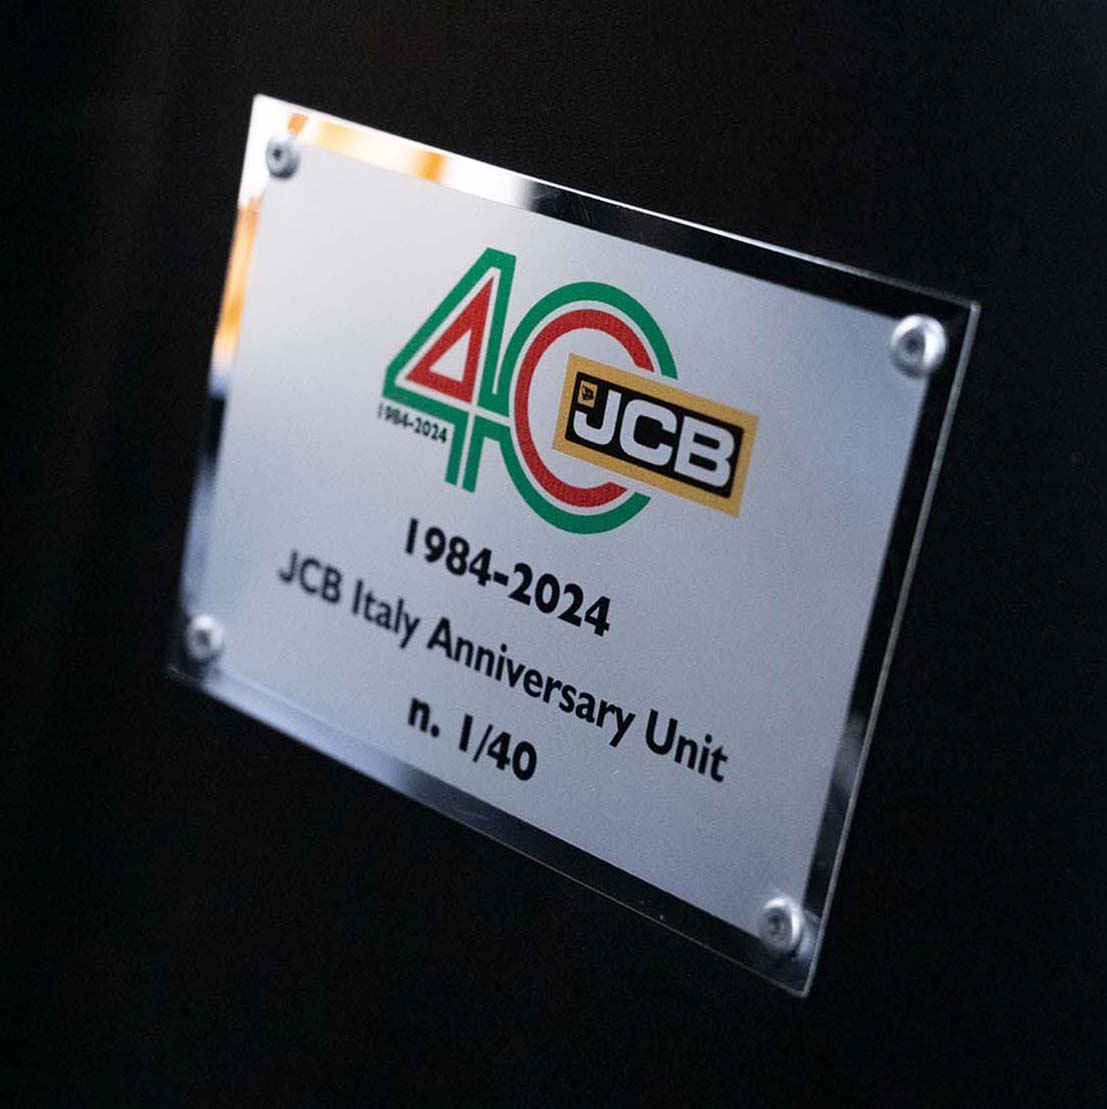 40
JCB
1984-2024
1984-2024
JCB Italy Anniversary Unit
n. 1/40